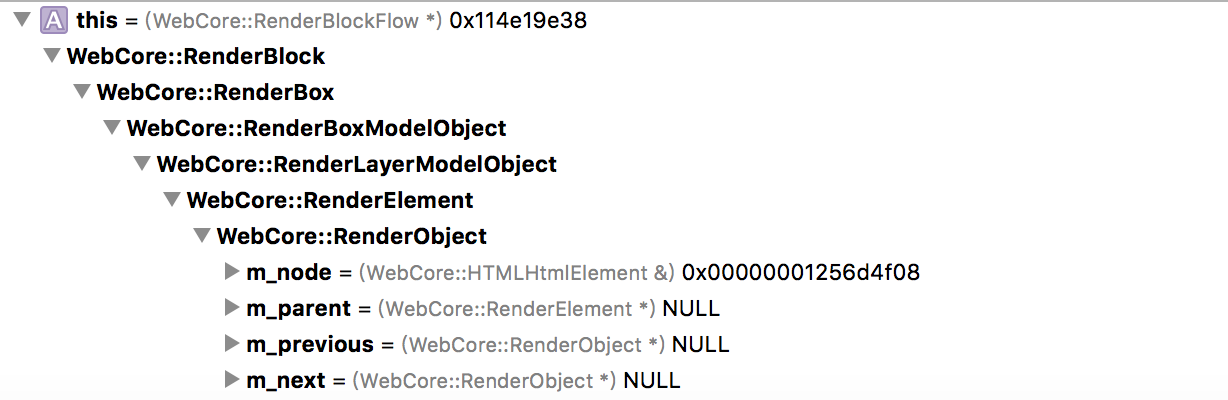 A this = (WebCore::RenderBlockFlow *) 0x114e19e38
WebCore::RenderBlock
WebCore::RenderBox
WebCore::RenderBoxModelObject
WebCore::RenderLayerModelObject
WebCore::RenderElement
WebCore::RenderObject
m_node = (WebCore::HTMLHtmlElement &) 0x00000001256d4f08
m_parent = (WebCore::RenderElement *) NULL
m_previous = (WebCore::RenderObject *) NULL
m_next = (WebCore::RenderObject *) NULL